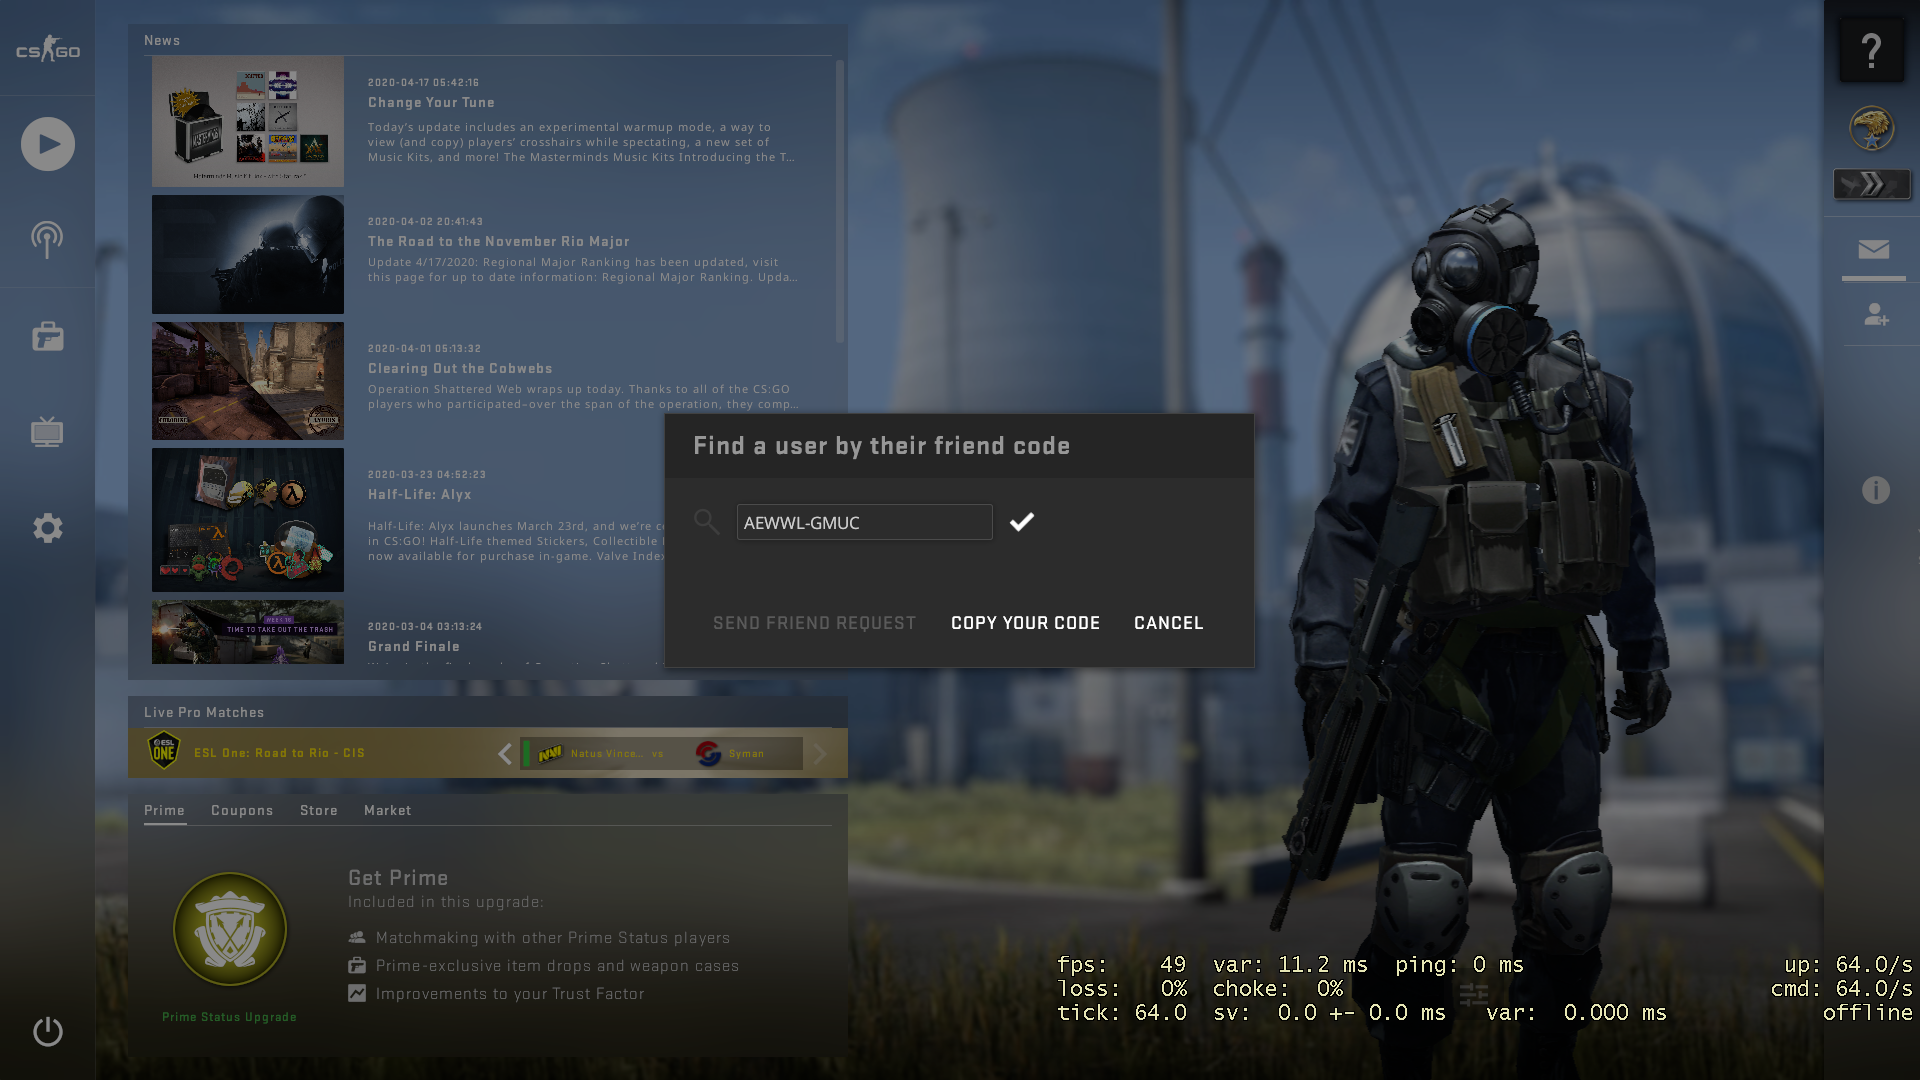 CS GO
News
2020-04-17 05:42:16
Change Your Tune
Today's update includes an experimental warmup mode, a way to
view (and copy) players' crosshairs while spectating, a new set of
Music Kits, and more! The Masterminds Music Kits Introducing the T...
2020-04-02 20:41:43
The Road to the November Rio Major
Update 4/17/2020: Regional Major Ranking has been updated, visit
this page for up to date information: Regional Major Ranking. Upda...
2020-04-01 05:13:32
Clearing Out the Cobwebs
Operation Shattered Web wraps up today. Thanks to all of the CS:GO
players who participated–over the span of the operation, they comp...
2020-03-23 04:52:23
Half-Life: Alyx
Half-Life: Alyx launches March 23rd, and we're
in CS:GO! Half-Life themed Stickers, Collectible
now available for purchase in-game. Valve Index
TIME TO TAKE OUT THE TRASH
2020-03-04 03:13:24
Grand Finale
Find a user by their friend code
AEWWL-GMUC
SEND FRIEND REQUEST
COPY YOUR CODE
CANCEL
Live Pro Matches
ESL ONE
ESL One: Road to Rio - CIS
Natus Vince... vs
Syman
Prime
Coupons
Store
Market
Get Prime
Included in this upgrade:
Matchmaking with other Prime Status players
Prime-exclusive item drops and weapon cases
Improvements to your Trust Factor
Prime Status Upgrade
fps: 49 var: 11.2 ms ping: 0 ms up: 64.0/s
loss: 0% choke: 0% cmd: 64.0/s
tick: 64.0 sv: 0.0 +- 0.0 ms var: 0.000 ms offline